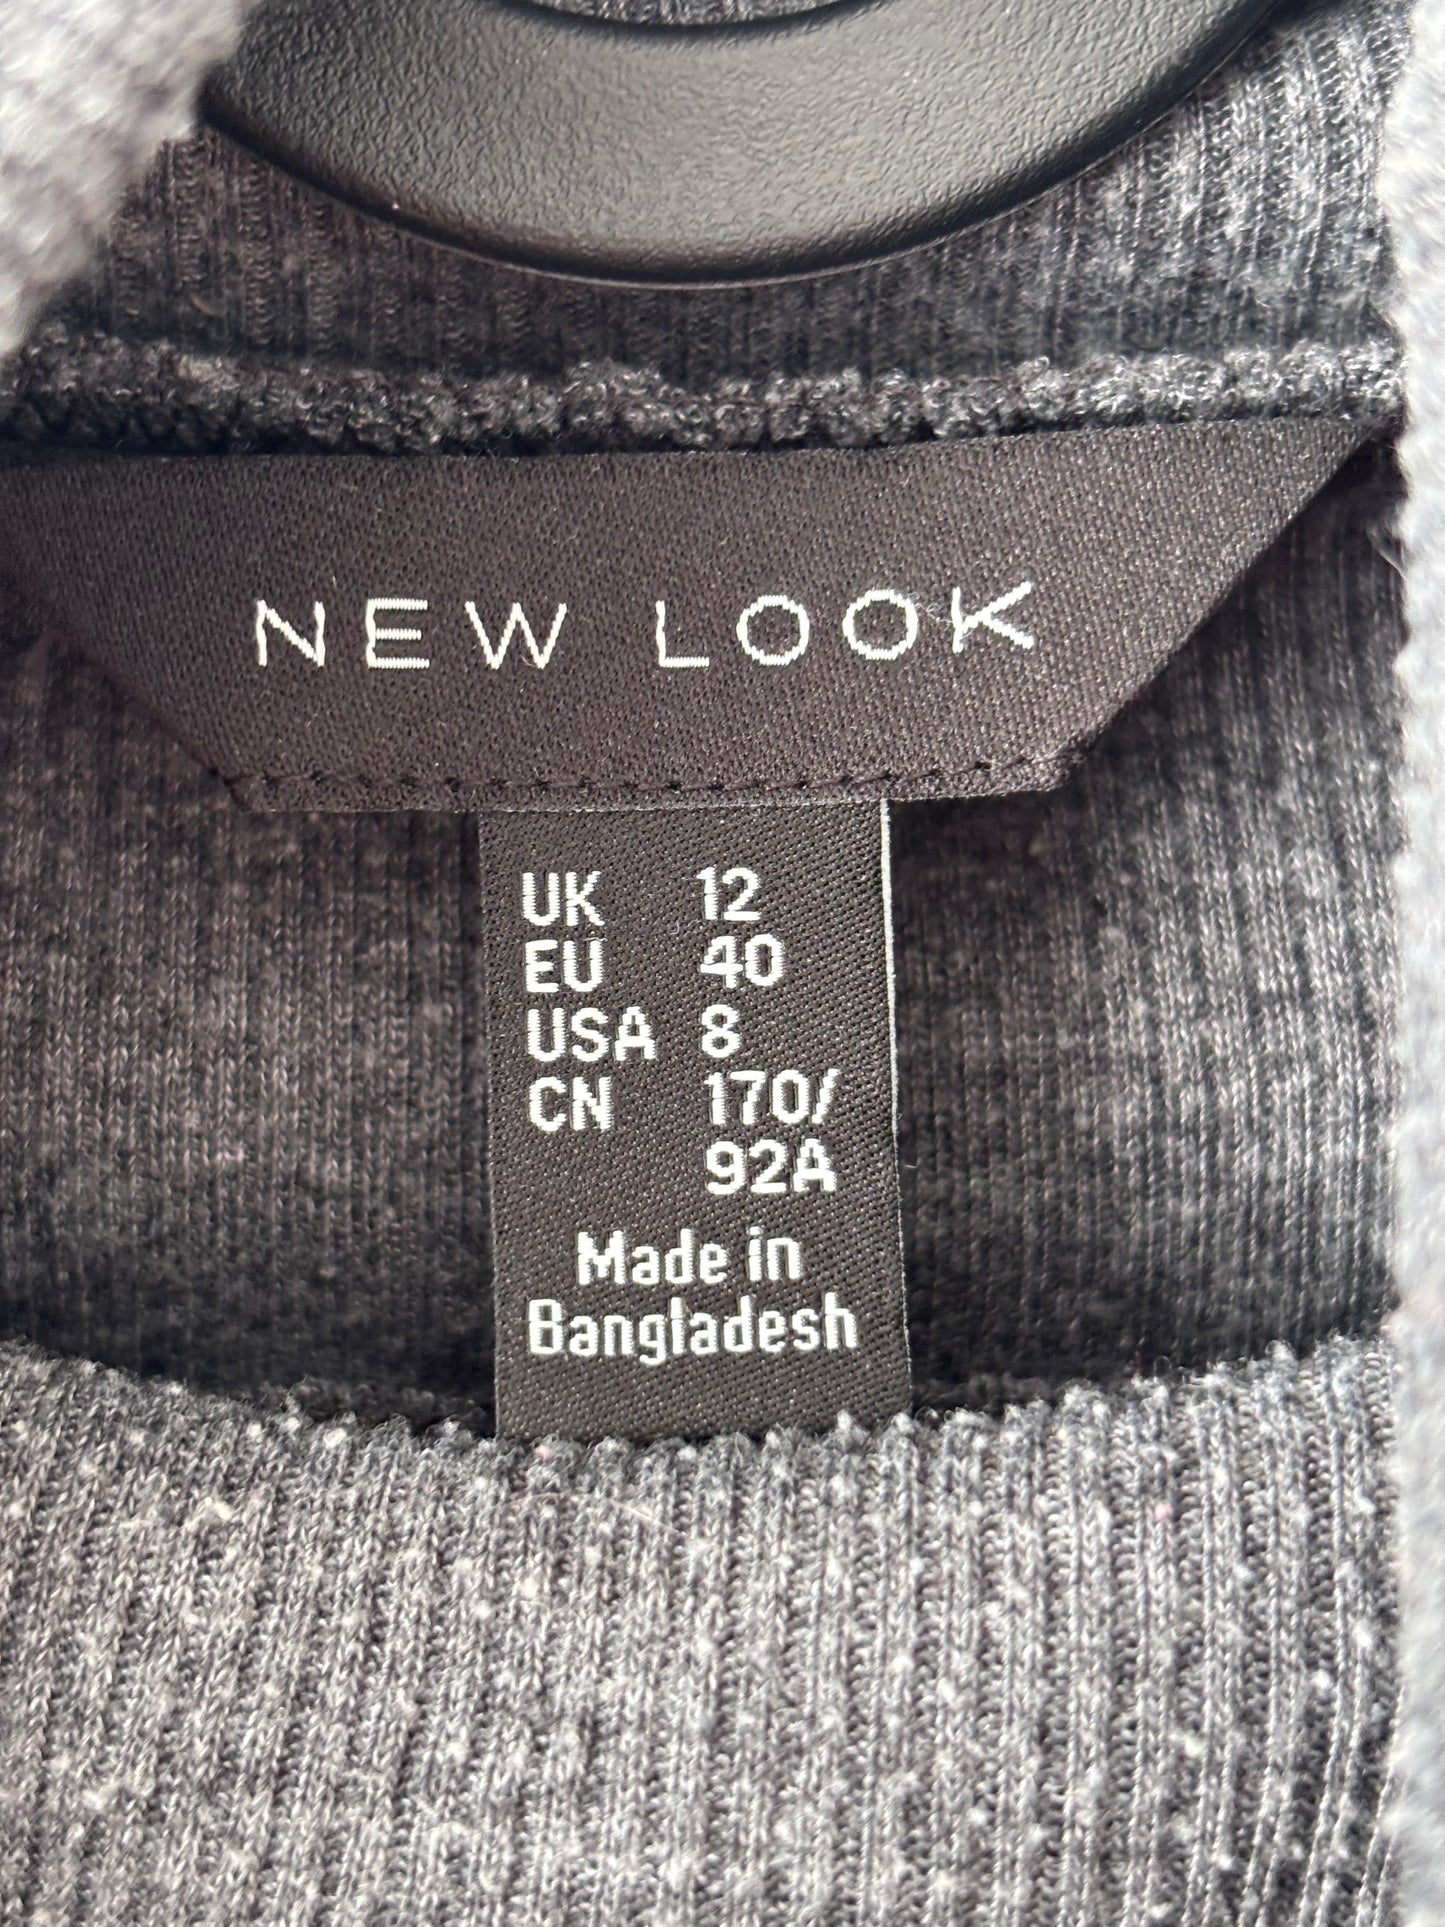 NEW LOOK
UK 12
EU 40
USA 8
CN 170/
92A
Made in
Bangladesh